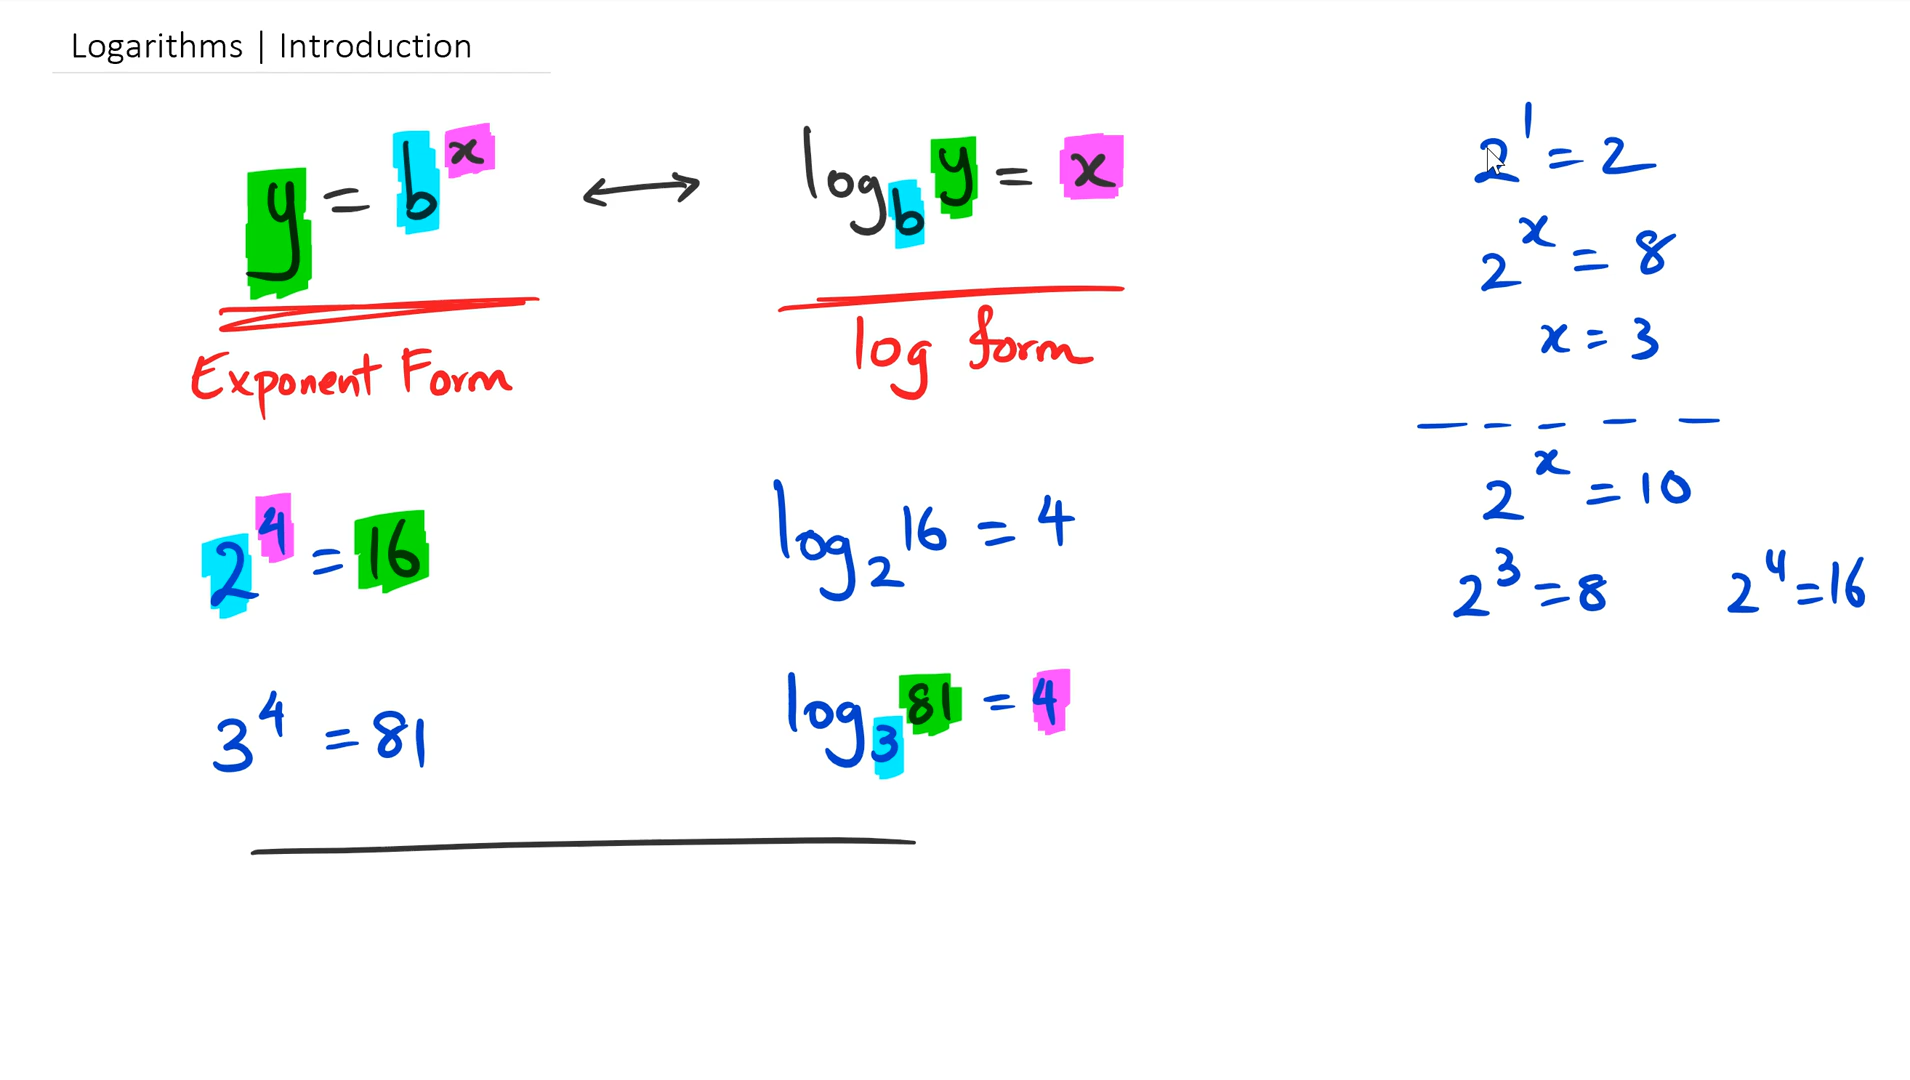 Logarithms | Introduction
y = b^x ⟷ log_b y = x
Exponent Form
log form
2^4 = 16
log_2 16 = 4
3^4 = 81
log_3 81 = 4
2^1 = 2
2^x = 8
x = 3
2^x = 10
2^3 = 8
2^4 = 16